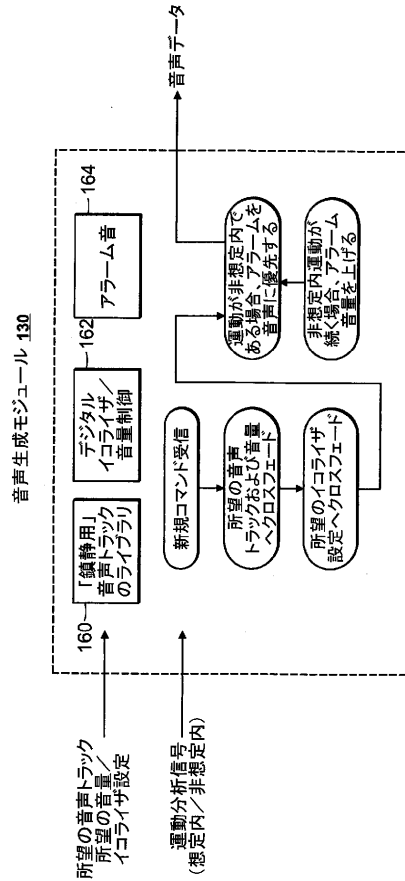 音声生成モジュール 130
所望の音声トラック
所望の音量/
イコライザ設定
運動分析信号
(想定内/非想定内)
160
「鎮静用」
音声トラック
のライブラリ
162
デジタル
イコライザ/
音量制御
164
アラーム音
新規コマンド受信
所望の音声
トラックおよび音量
へクロスフェード
所望のイコライザ
設定へクロスフェード
運動が非想定内で
ある場合、アラームを
音声に優先する
非想定内運動が
続く場合、アラーム
音量を上げる
音声データ